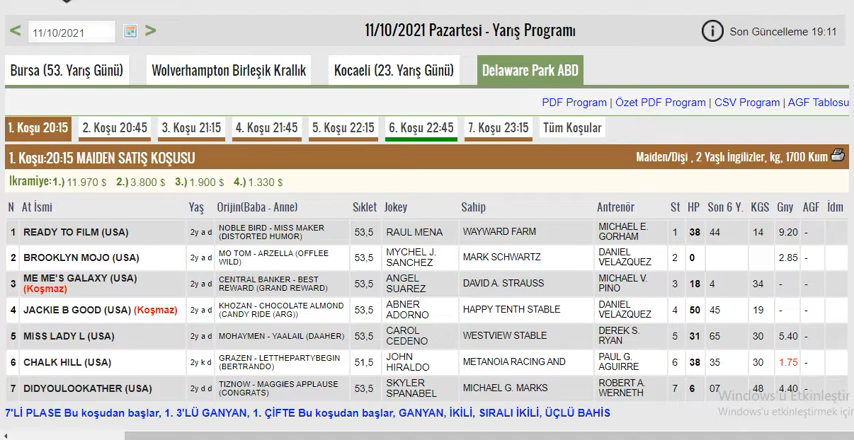 11/10/2021
11/10/2021 Pazartesi - Yarış Programı
Son Güncelleme 19:11
Bursa (53. Yarış Günü) Wolverhampton Birleşik Krallık Kocaeli (23. Yarış Günü) Delaware Park ABD
PDF Program | Özet PDF Program | CSV Program | AGF Tablosu
1. Koşu 20:15 2. Koşu 20:45 3. Koşu 21:15 4. Koşu 21:45 5. Koşu 22:15 6. Koşu 22:45 7. Koşu 23:15 Tüm Koşular
1. Koşu:20:15 MAIDEN SATIŞ KOŞUSU Maiden/Dişi , 2 Yaşlı İngilizler, kg, 1700 Kum
Ikramiye:1.) 11.970 $ 2.) 3.800 $ 3.) 1.900 $ 4.) 1.330 $
N At İsmi Yaş Orijin(Baba - Anne) Sıklet Jokey Sahip Antrenör St HP Son 6 Y. KGS Gny AGF İdm
1 READY TO FILM (USA) 2y a d NOBLE BIRD - MISS MAKER (DISTORTED HUMOR) 53,5 RAUL MENA WAYWARD FARM MICHAEL E. GORHAM 1 38 44 14 9.20 -
2 BROOKLYN MOJO (USA) 2y a d MO TOM - ARZELLA (OFFLEE WILD) 53,5 MYCHEL J. SANCHEZ MARK SCHWARTZ DANIEL VELAZQUEZ 2 0 2.85 -
3 ME ME'S GALAXY (USA) (Koşmaz) 2y a d CENTRAL BANKER - BEST REWARD (GRAND REWARD) 53,5 ANGEL SUAREZ DAVID A. STRAUSS MICHAEL V. PINO 3 18 4 34 - -
4 JACKIE B GOOD (USA) (Koşmaz) 2y a d KHOZAN - CHOCOLATE ALMOND (CANDY RIDE (ARG)) 53,5 ABNER ADORNO HAPPY TENTH STABLE DANIEL VELAZQUEZ 4 50 45 19 - -
5 MISS LADY L (USA) 2y a d MOHAYMEN - YAALAIL (DAAHER) 53,5 CAROL CEDENO WESTVIEW STABLE DEREK S. RYAN 5 31 65 30 5.40 -
6 CHALK HILL (USA) 2y k d GRAZEN - LETTHEPARTYBEGIN (BERTRANDO) 51,5 JOHN HIRALDO METANOIA RACING AND PAUL G. AGUIRRE 6 38 35 30 1.75 -
7 DIDYOULOOKATHER (USA) 2y d d TIZNOW - MAGGIES APPLAUSE (CONGRATS) 53,5 SKYLER SPANABEL MICHAEL G. MARKS ROBERT A. WERNETH 7 6 07 48 4.40 -
Windows'u Etkinleştir
Windows'u etkinleştirmek için
7'Lİ PLASE Bu koşudan başlar, 1. 3'LÜ GANYAN, 1. ÇİFTE Bu koşudan başlar, GANYAN, İKİLİ, SIRALI İKİLİ, ÜÇLÜ BAHİS